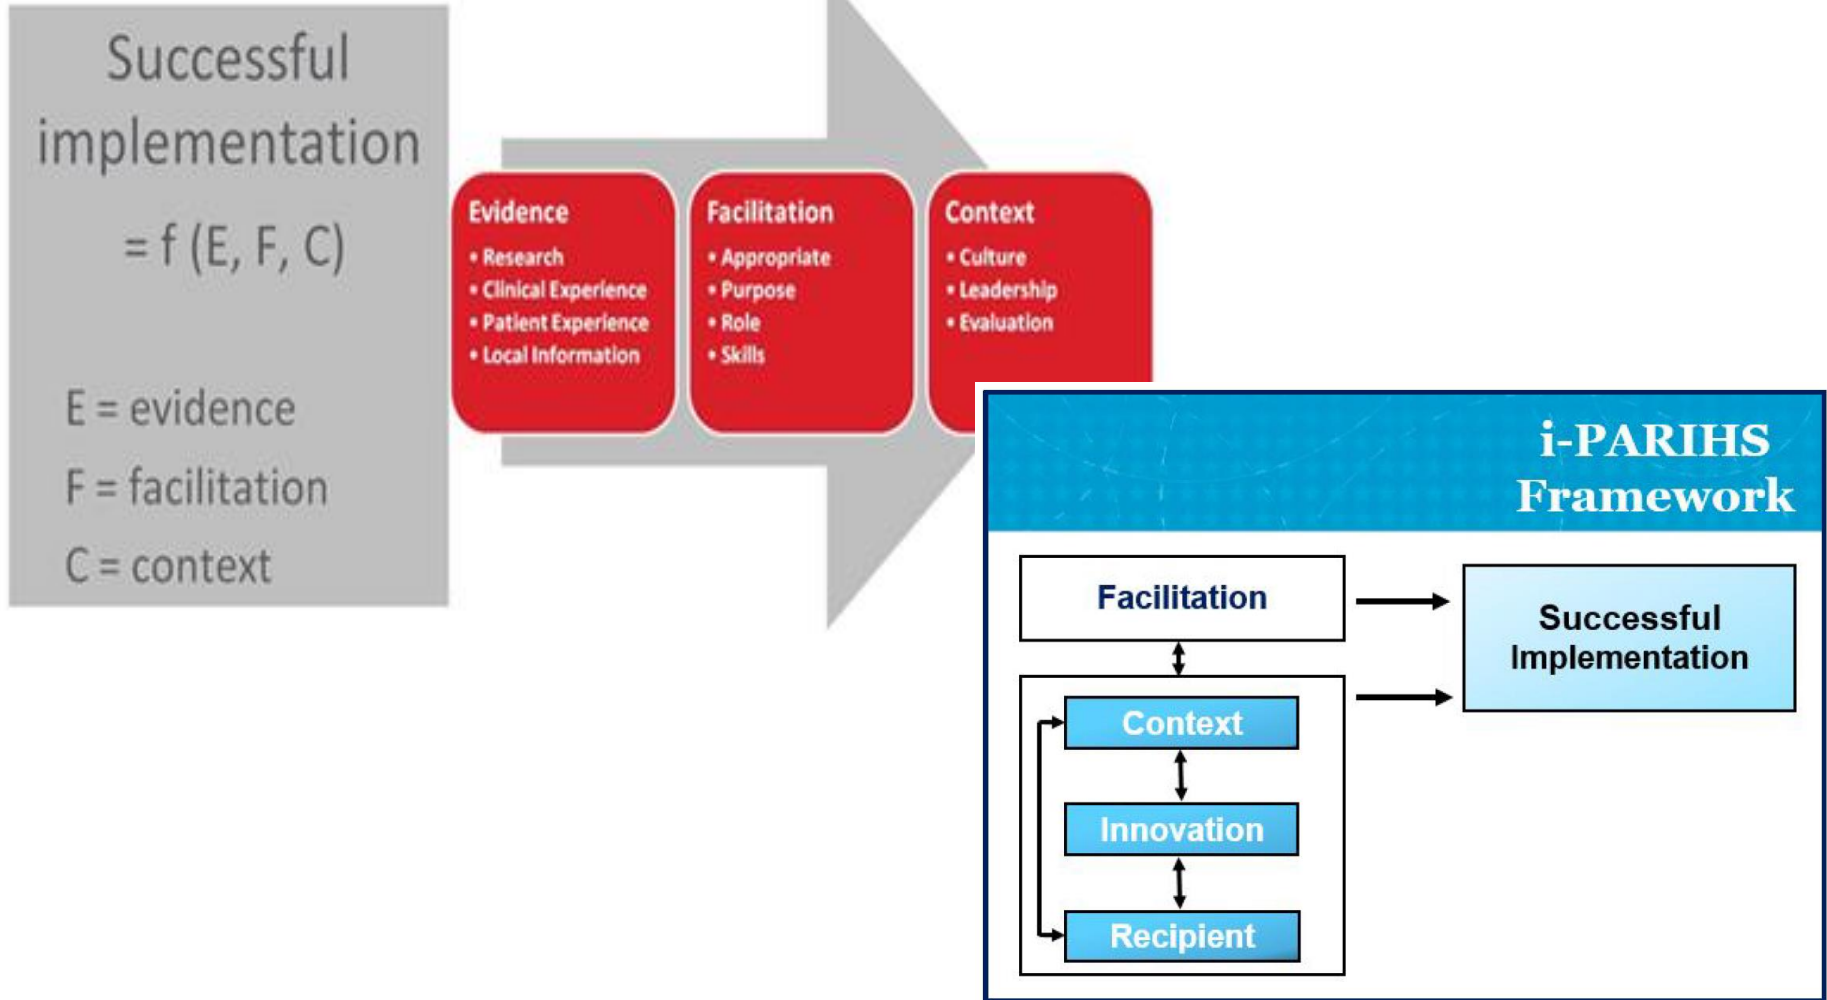 Successful
implementation
= f (E, F, C)
E = evidence
F = facilitation
C = context
Evidence
• Research
• Clinical Experience
• Patient Experience
• Local Information
Facilitation
• Appropriate
• Purpose
• Role
• Skills
Context
• Culture
• Leadership
• Evaluation
i-PARIHS
Framework
Facilitation
Successful
Implementation
Context
Innovation
Recipient